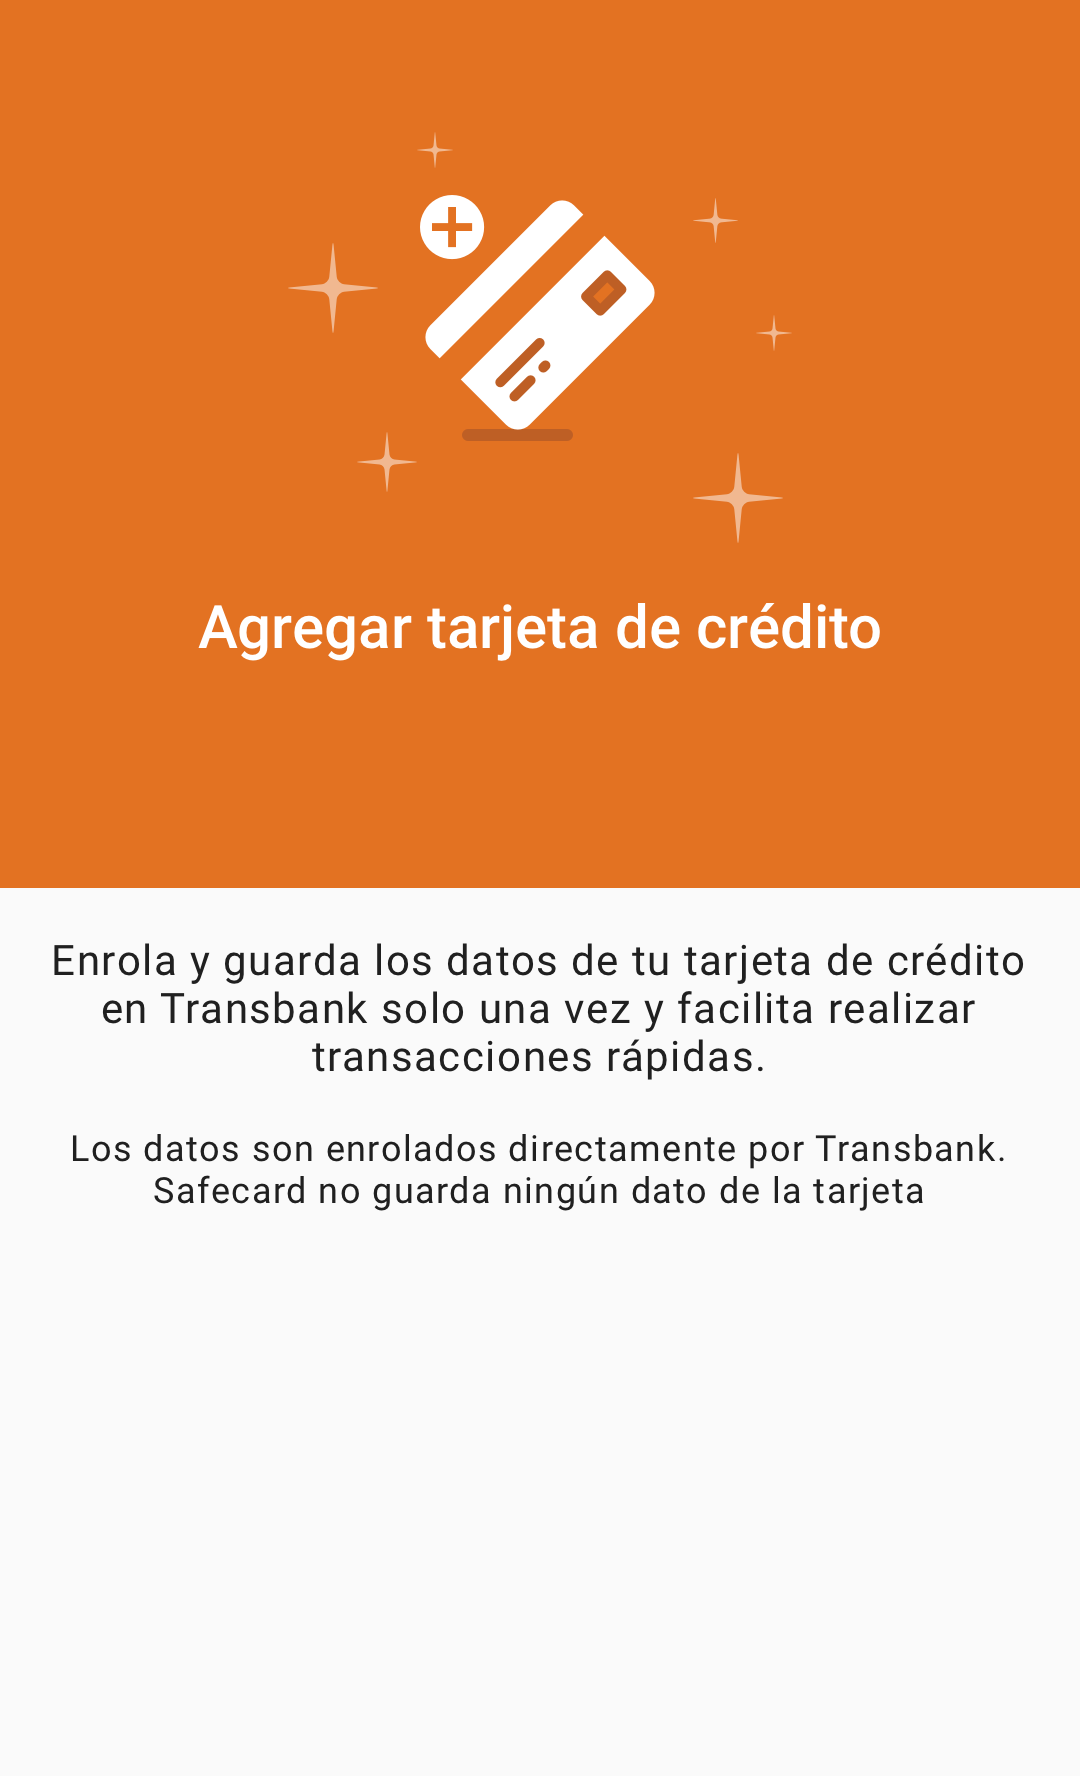 Agregar tarjeta de crédito
Enrola y guarda los datos de tu tarjeta de crédito
en Transbank solo una vez y facilita realizar
transacciones rápidas.
Los datos son enrolados directamente por Transbank.
Safecard no guarda ningún dato de la tarjeta